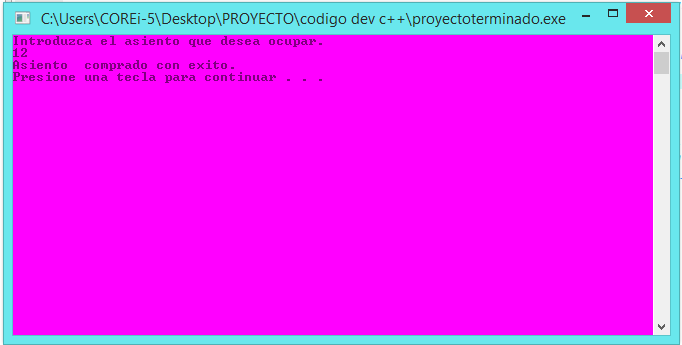 C:\Users\COREi-5\Desktop\PROYECTO\codigo dev c++\proyectoterminado.exe
Introduzca el asiento que desea ocupar.
12
Asiento  comprado con exito.
Presione una tecla para continuar . . .